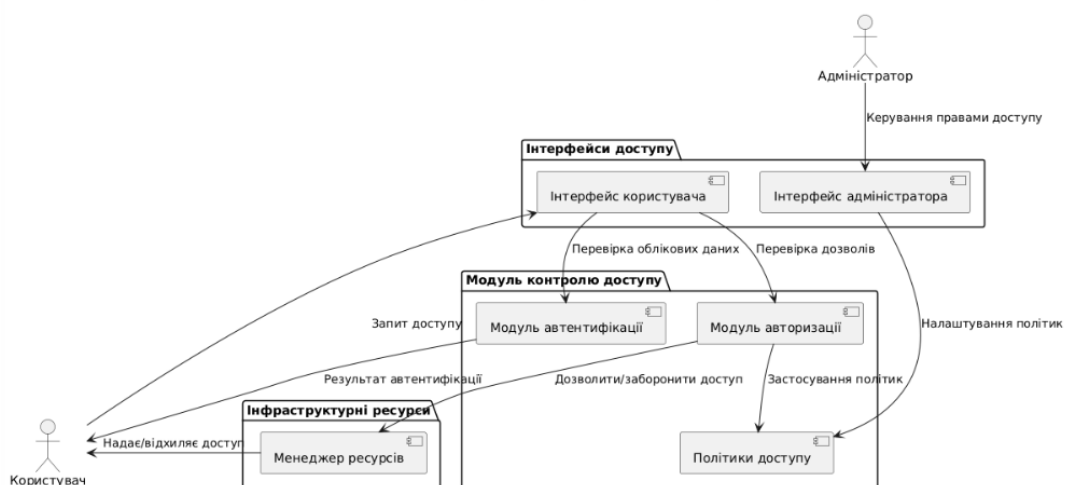 Адміністратор
Керування правами доступу
Інтерфейси доступу
Інтерфейс користувача
Інтерфейс адміністратора
Перевірка облікових даних
Перевірка дозволів
Модуль контролю доступу
Модуль автентифікації
Модуль авторизації
Запит доступу
Налаштування політик
Результат автентифікації
Дозволити/заборонити доступ
Застосування політик
Інфраструктурні ресурси
Надає/відхиляє доступ
Менеджер ресурсів
Політики доступу
Користувач